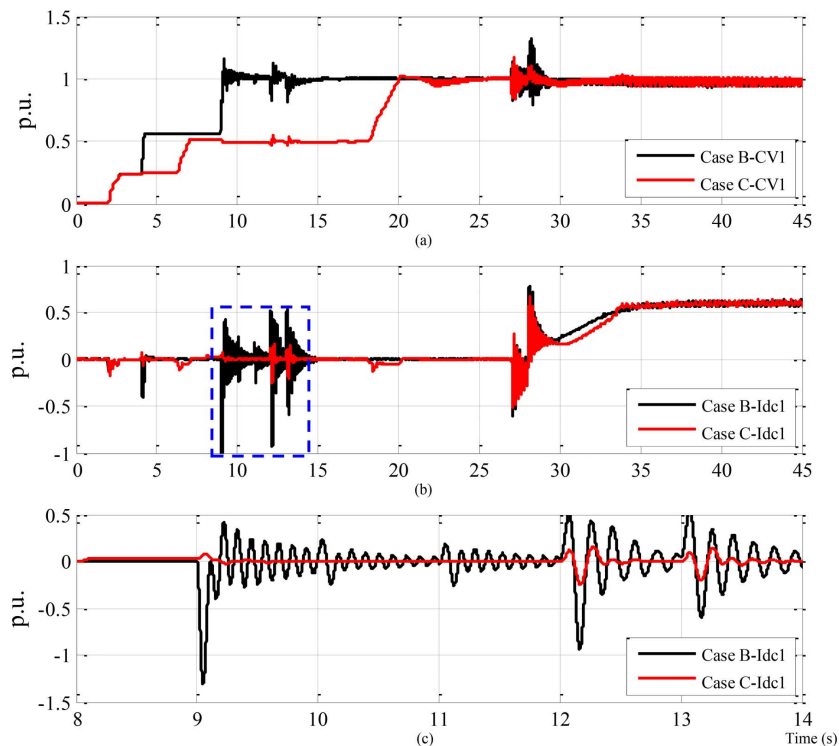 1.5
1
0.5
0
p.u.
Case B-CV1
Case C-CV1
0 5 10 15 20 25 30 35 40 45
(a)
1
0.5
0
-0.5
-1
p.u.
Case B-Idc1
Case C-Idc1
0 5 10 15 20 25 30 35 40 45
(b)
0.5
0
-0.5
-1
-1.5
p.u.
Case B-Idc1
Case C-Idc1
8 9 10 11 12 13 14
(c) Time (s)